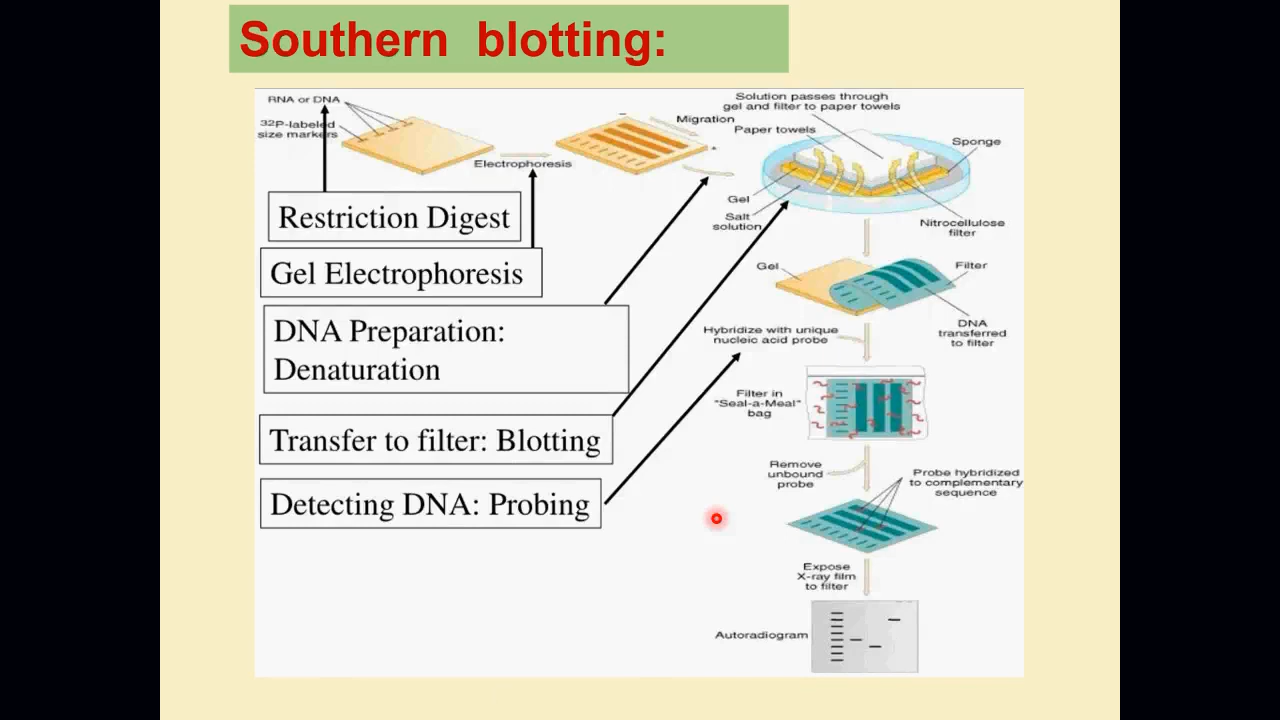 Southern blotting:
RNA or DNA
32P-labeled
size markers
Electrophoresis
−
Migration
+
Solution passes through
gel and filter to paper towels
Paper towels
Sponge
Gel
Salt
solution
Nitrocellulose
filter
Restriction Digest
Gel Electrophoresis
DNA Preparation:
Denaturation
Transfer to filter: Blotting
Detecting DNA: Probing
Gel
Filter
DNA
transferred
to filter
Hybridize with unique
nucleic acid probe
Filter in
"Seal-a-Meal"
bag
Remove
unbound
probe
Probe hybridized
to complementary
sequence
Expose
X-ray film
to filter
Autoradiogram